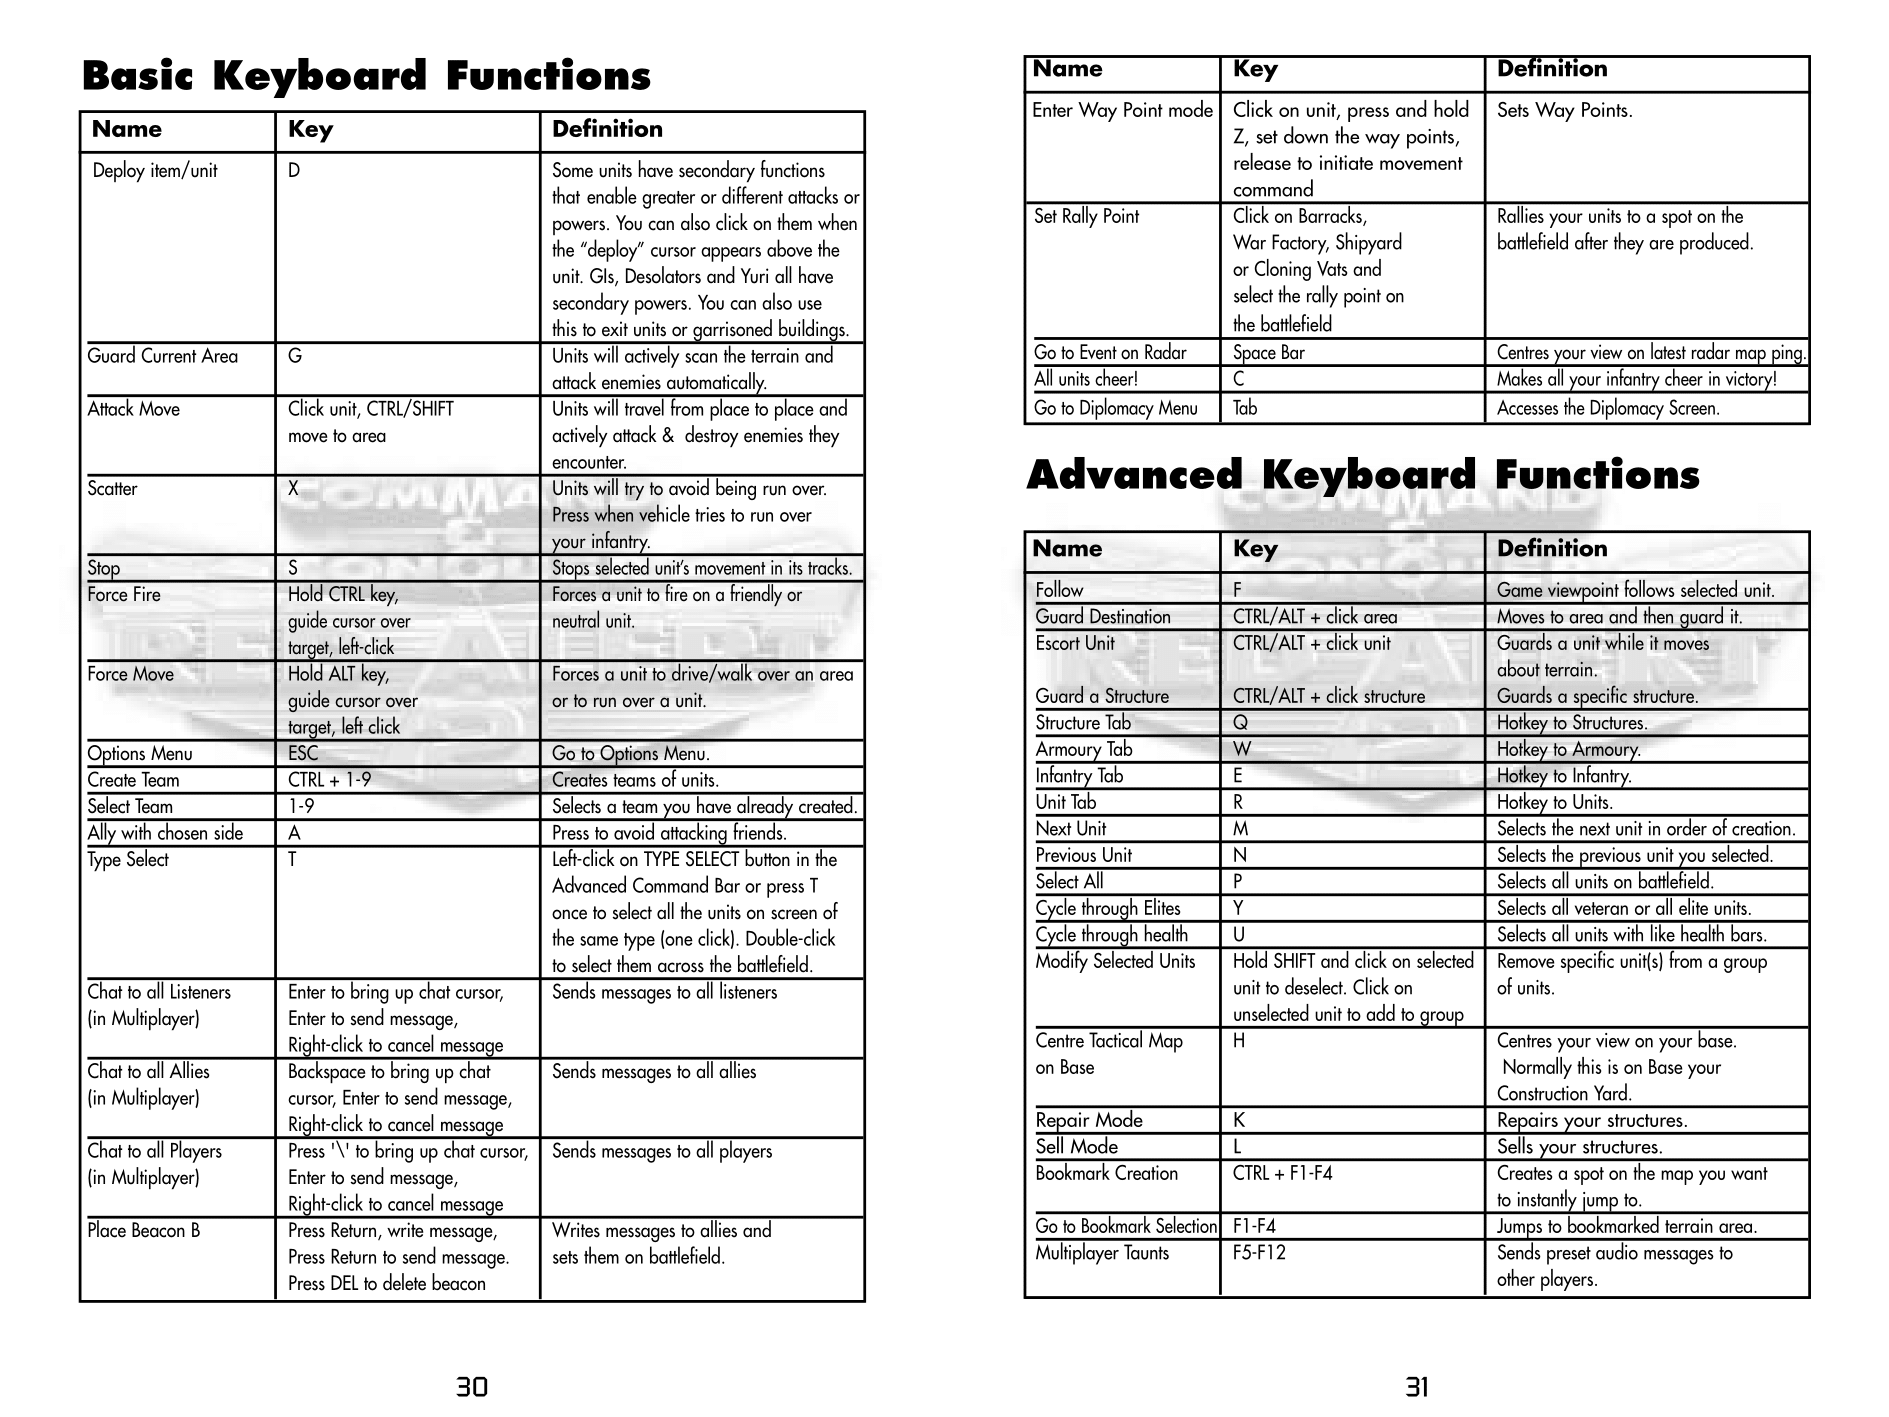 Basic Keyboard Functions
Name Key Definition
Deploy item/unit D Some units have secondary functions
that enable greater or different attacks or
powers. You can also click on them when
the “deploy” cursor appears above the
unit. GIs, Desolators and Yuri all have
secondary powers. You can also use
this to exit units or garrisoned buildings.
Guard Current Area G Units will actively scan the terrain and
attack enemies automatically.
Attack Move Click unit, CTRL/SHIFT Units will travel from place to place and
move to area actively attack & destroy enemies they
encounter.
Scatter X Units will try to avoid being run over.
Press when vehicle tries to run over
your infantry.
Stop S Stops selected unit’s movement in its tracks.
Force Fire Hold CTRL key, Forces a unit to fire on a friendly or
guide cursor over neutral unit.
target, left-click
Force Move Hold ALT key, Forces a unit to drive/walk over an area
guide cursor over or to run over a unit.
target, left click
Options Menu ESC Go to Options Menu.
Create Team CTRL + 1-9 Creates teams of units.
Select Team 1-9 Selects a team you have already created.
Ally with chosen side A Press to avoid attacking friends.
Type Select T Left-click on TYPE SELECT button in the
Advanced Command Bar or press T
once to select all the units on screen of
the same type (one click). Double-click
to select them across the battlefield.
Chat to all Listeners Enter to bring up chat cursor, Sends messages to all listeners
(in Multiplayer) Enter to send message,
Right-click to cancel message
Chat to all Allies Backspace to bring up chat Sends messages to all allies
(in Multiplayer) cursor, Enter to send message,
Right-click to cancel message
Chat to all Players Press '\' to bring up chat cursor, Sends messages to all players
(in Multiplayer) Enter to send message,
Right-click to cancel message
Place Beacon B Press Return, write message, Writes messages to allies and
Press Return to send message. sets them on battlefield.
Press DEL to delete beacon
30
Name Key Definition
Enter Way Point mode Click on unit, press and hold Sets Way Points.
Z, set down the way points,
release to initiate movement
command
Set Rally Point Click on Barracks, Rallies your units to a spot on the
War Factory, Shipyard battlefield after they are produced.
or Cloning Vats and
select the rally point on
the battlefield
Go to Event on Radar Space Bar Centres your view on latest radar map ping.
All units cheer! C Makes all your infantry cheer in victory!
Go to Diplomacy Menu Tab Accesses the Diplomacy Screen.
Advanced Keyboard Functions
Name Key Definition
Follow F Game viewpoint follows selected unit.
Guard Destination CTRL/ALT + click area Moves to area and then guard it.
Escort Unit CTRL/ALT + click unit Guards a unit while it moves
about terrain.
Guard a Structure CTRL/ALT + click structure Guards a specific structure.
Structure Tab Q Hotkey to Structures.
Armoury Tab W Hotkey to Armoury.
Infantry Tab E Hotkey to Infantry.
Unit Tab R Hotkey to Units.
Next Unit M Selects the next unit in order of creation.
Previous Unit N Selects the previous unit you selected.
Select All P Selects all units on battlefield.
Cycle through Elites Y Selects all veteran or all elite units.
Cycle through health U Selects all units with like health bars.
Modify Selected Units Hold SHIFT and click on selected Remove specific unit(s) from a group
unit to deselect. Click on of units.
unselected unit to add to group
Centre Tactical Map H Centres your view on your base.
on Base Normally this is on Base your
Construction Yard.
Repair Mode K Repairs your structures.
Sell Mode L Sells your structures.
Bookmark Creation CTRL + F1-F4 Creates a spot on the map you want
to instantly jump to.
Go to Bookmark Selection F1-F4 Jumps to bookmarked terrain area.
Multiplayer Taunts F5-F12 Sends preset audio messages to
other players.
31
COMMAND
&
CONQUER
RED ALERT
2
COMMAND
&
CONQUER
RED ALERT
2